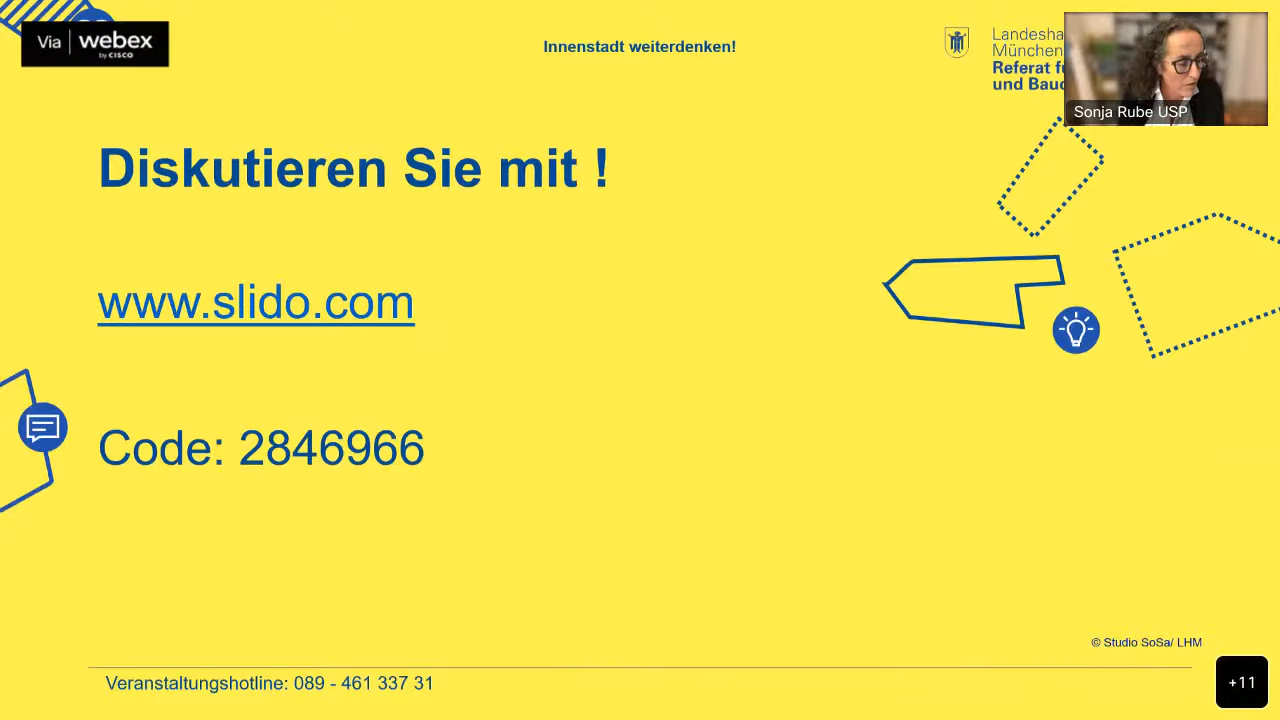 Via webex
by CISCO
Innenstadt weiterdenken!
Landesha
München
Referat f
und Bau
Sonja Rube USP
Diskutieren Sie mit !
www.slido.com
Code: 2846966
© Studio SoSa/ LHM
Veranstaltungshotline: 089 - 461 337 31
+11